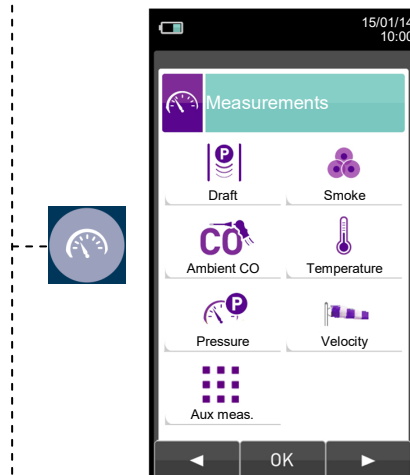 15/01/14
10:00
Measurements
P
Draft
Smoke
CO
Ambient CO
Temperature
P
Pressure
Velocity
Aux meas.
OK